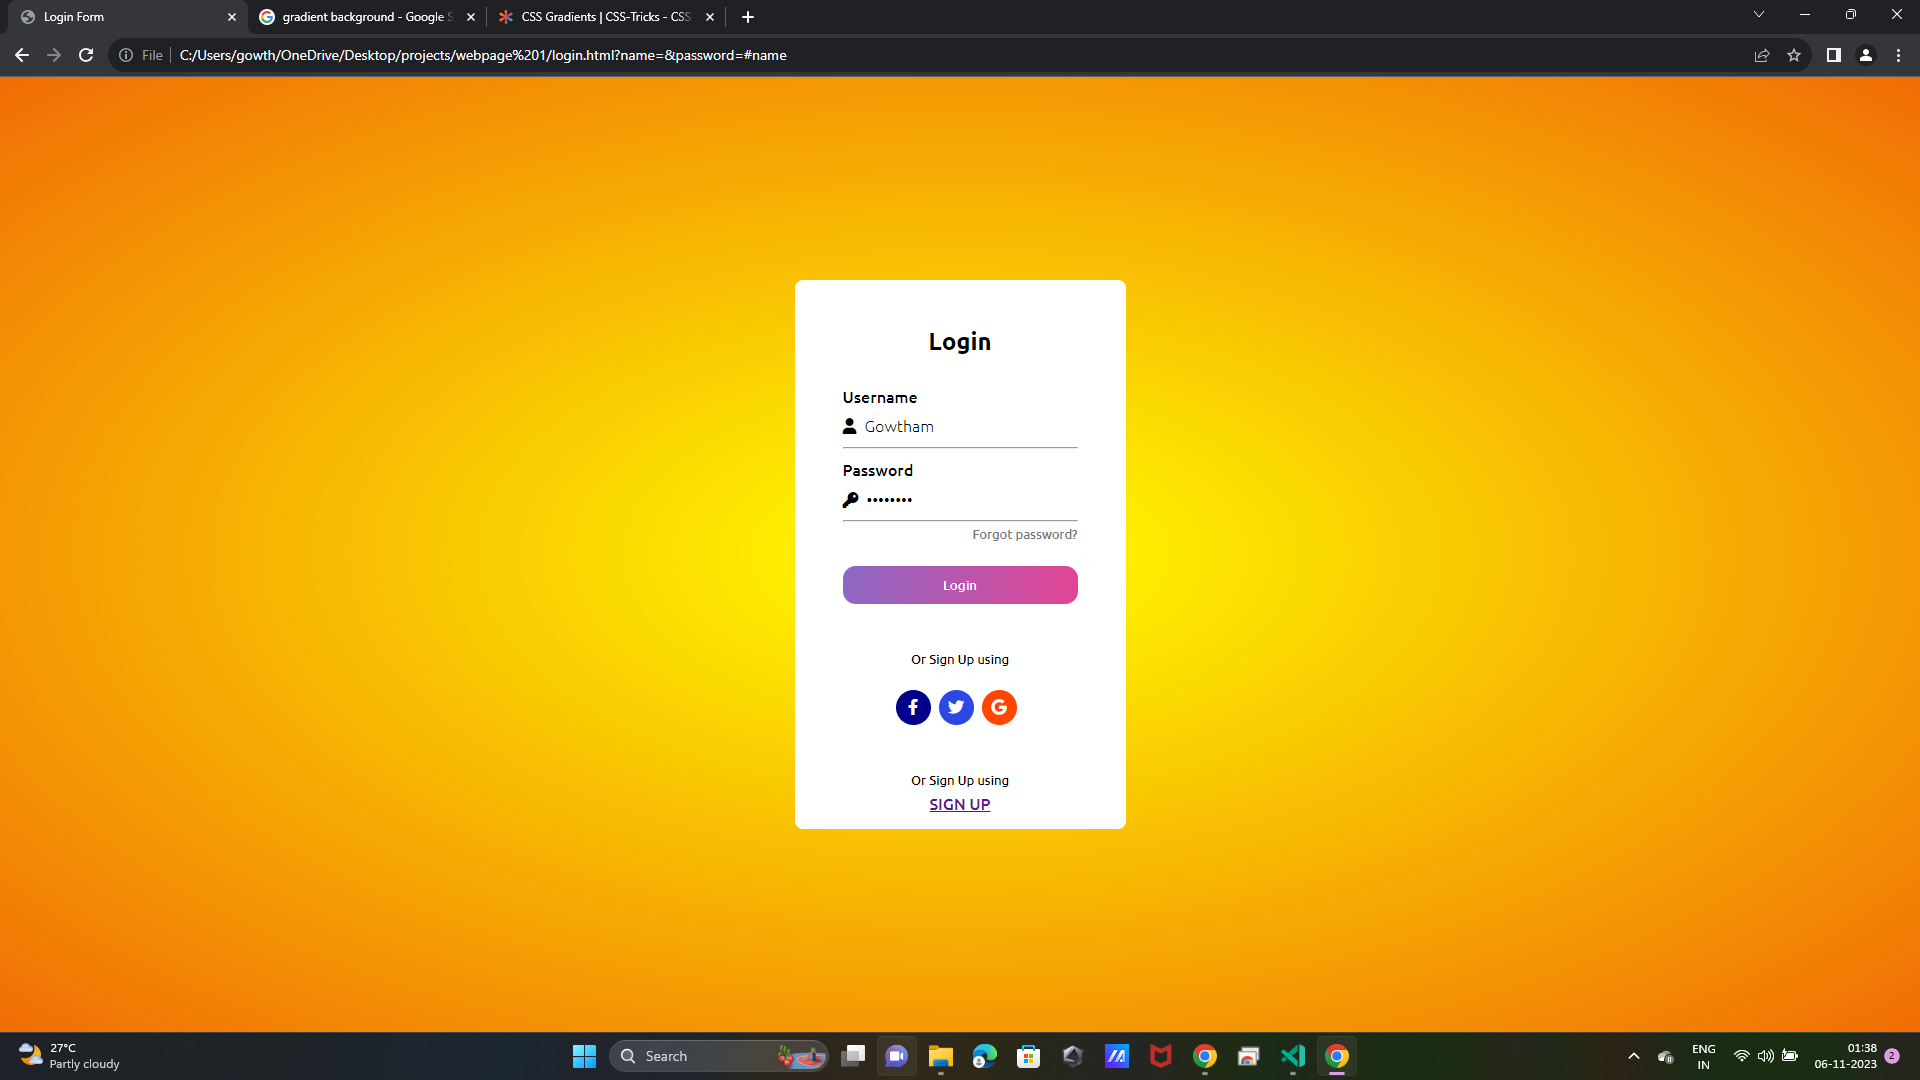 Login Form
gradient background - Google S
CSS Gradients | CSS-Tricks - CSS
File
C:/Users/gowth/OneDrive/Desktop/projects/webpage%201/login.html?name=&password=#name
Login
Username
Gowtham
Password
••••••••
Forgot password?
Login
Or Sign Up using
Or Sign Up using
SIGN UP
27°C
Partly cloudy
Search
ENG
IN
01:38
06-11-2023
2